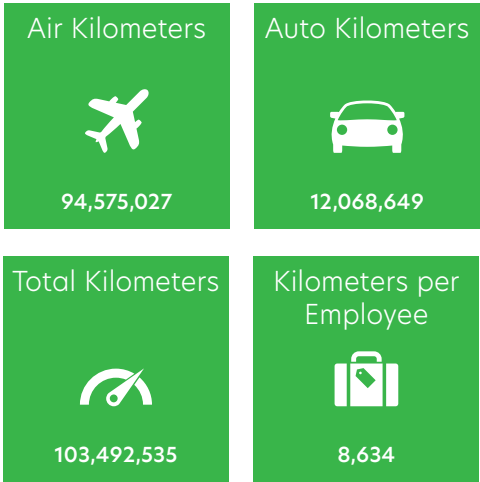 Air Kilometers
94,575,027
Auto Kilometers
12,068,649
Total Kilometers
103,492,535
Kilometers per
Employee
8,634